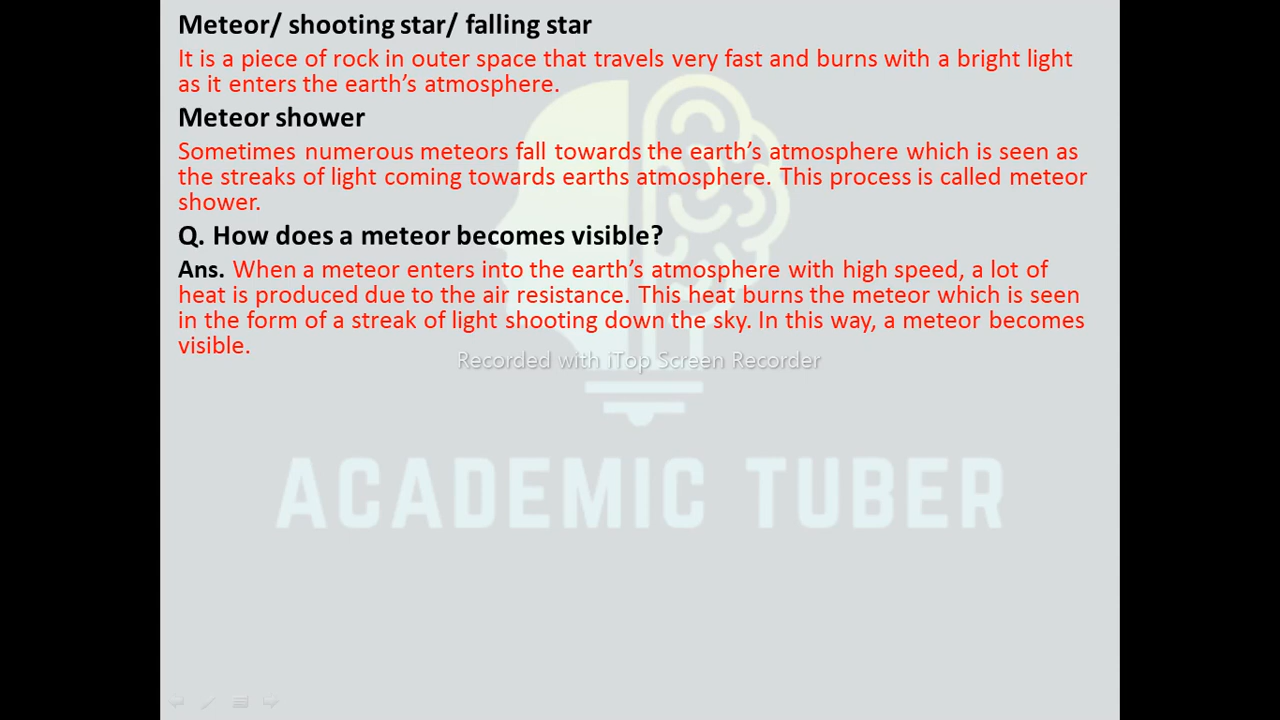 Meteor/ shooting star/ falling star
It is a piece of rock in outer space that travels very fast and burns with a bright light
as it enters the earth’s atmosphere.
Meteor shower
Sometimes numerous meteors fall towards the earth’s atmosphere which is seen as
the streaks of light coming towards earths atmosphere. This process is called meteor
shower.
Q. How does a meteor becomes visible?
Ans. When a meteor enters into the earth’s atmosphere with high speed, a lot of
heat is produced due to the air resistance. This heat burns the meteor which is seen
in the form of a streak of light shooting down the sky. In this way, a meteor becomes
visible.
Recorded with iTop Screen Recorder
ACADEMIC TUBER